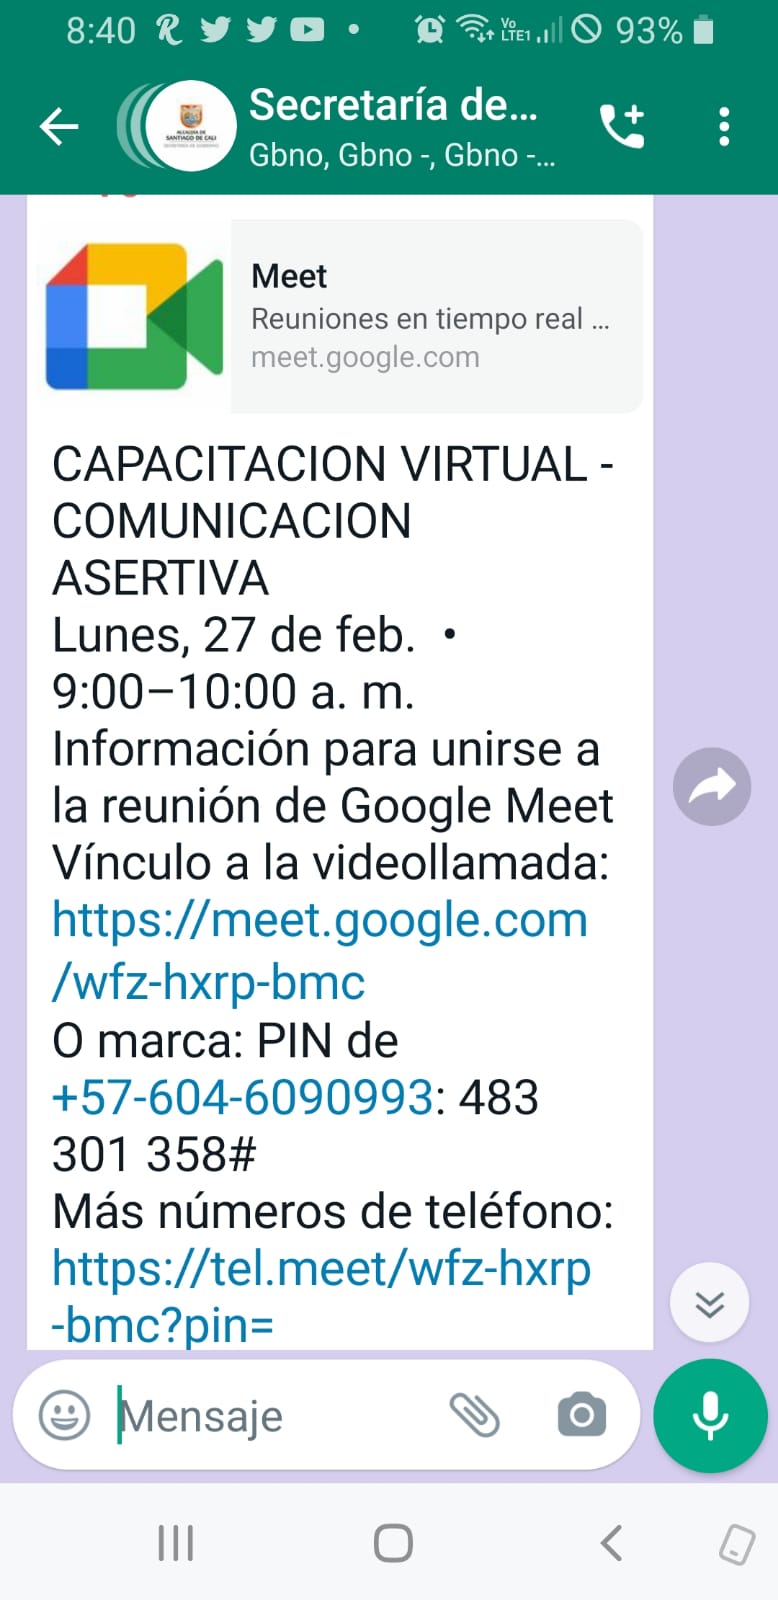 8:40
Vo
LTE1
93%
Secretaría de...
Gbno, Gbno -, Gbno -...
ALCALDÍA DE
SANTIAGO DE CALI
Meet
Reuniones en tiempo real ...
meet.google.com
CAPACITACION VIRTUAL -
COMUNICACION
ASERTIVA
Lunes, 27 de feb. •
9:00–10:00 a. m.
Información para unirse a
la reunión de Google Meet
Vínculo a la videollamada:
https://meet.google.com
/wfz-hxrp-bmc
O marca: PIN de
+57-604-6090993: 483
301 358#
Más números de teléfono:
https://tel.meet/wfz-hxrp
-bmc?pin=
Mensaje